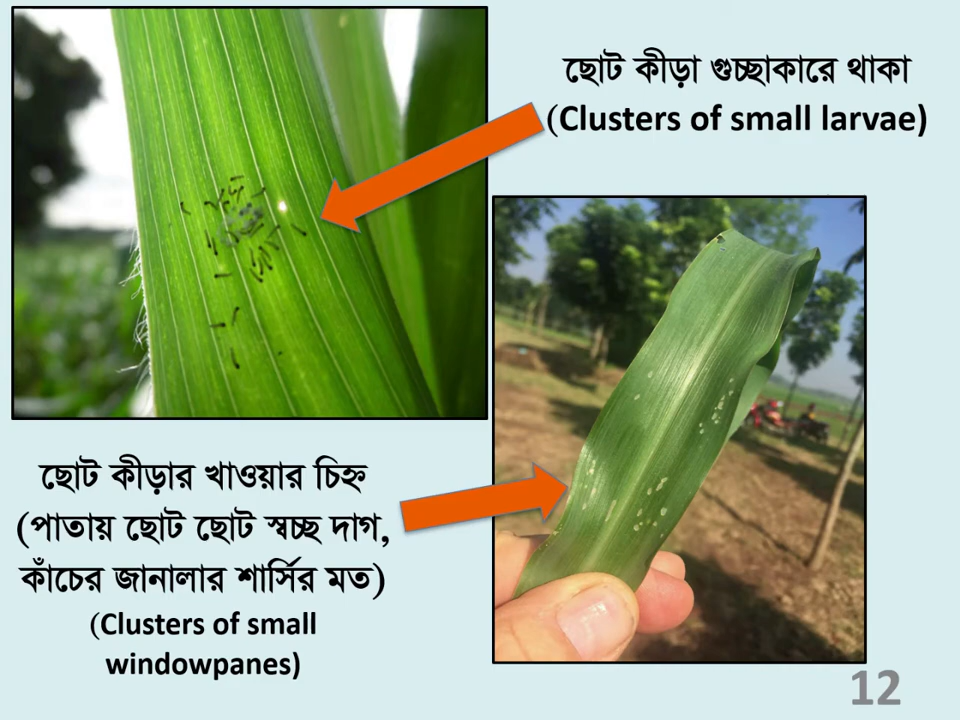 ছোট কীড়া গুচ্ছাকারে থাকা
(Clusters of small larvae)
ছোট কীড়ার খাওয়ার চিহ্ন
(পাতায় ছোট ছোট স্বচ্ছ দাগ,
কাঁচের জানালার শার্সির মত)
(Clusters of small
windowpanes)
12